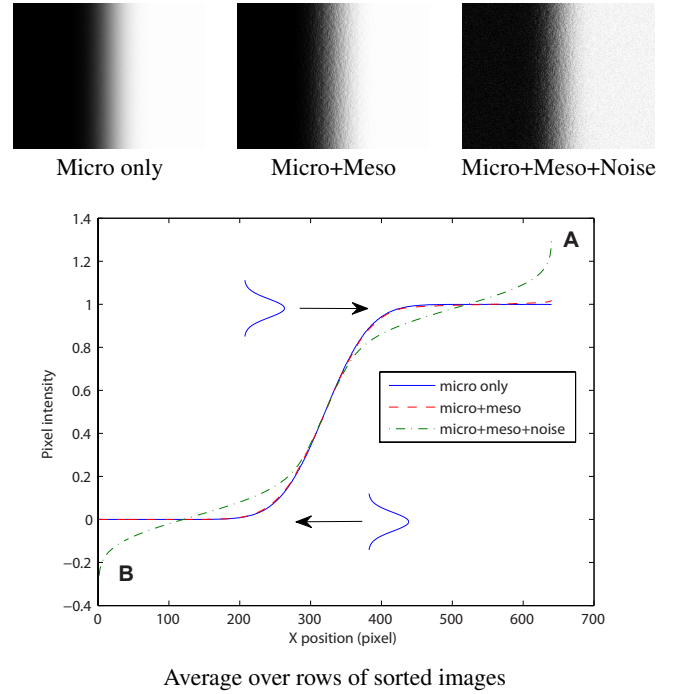 Micro only
Micro+Meso
Micro+Meso+Noise
1.4
1.2
1
0.8
0.6
0.4
0.2
0
−0.2
−0.4
Pixel intensity
A
B
micro only
micro+meso
micro+meso+noise
0
100
200
300
400
500
600
700
X position (pixel)
Average over rows of sorted images